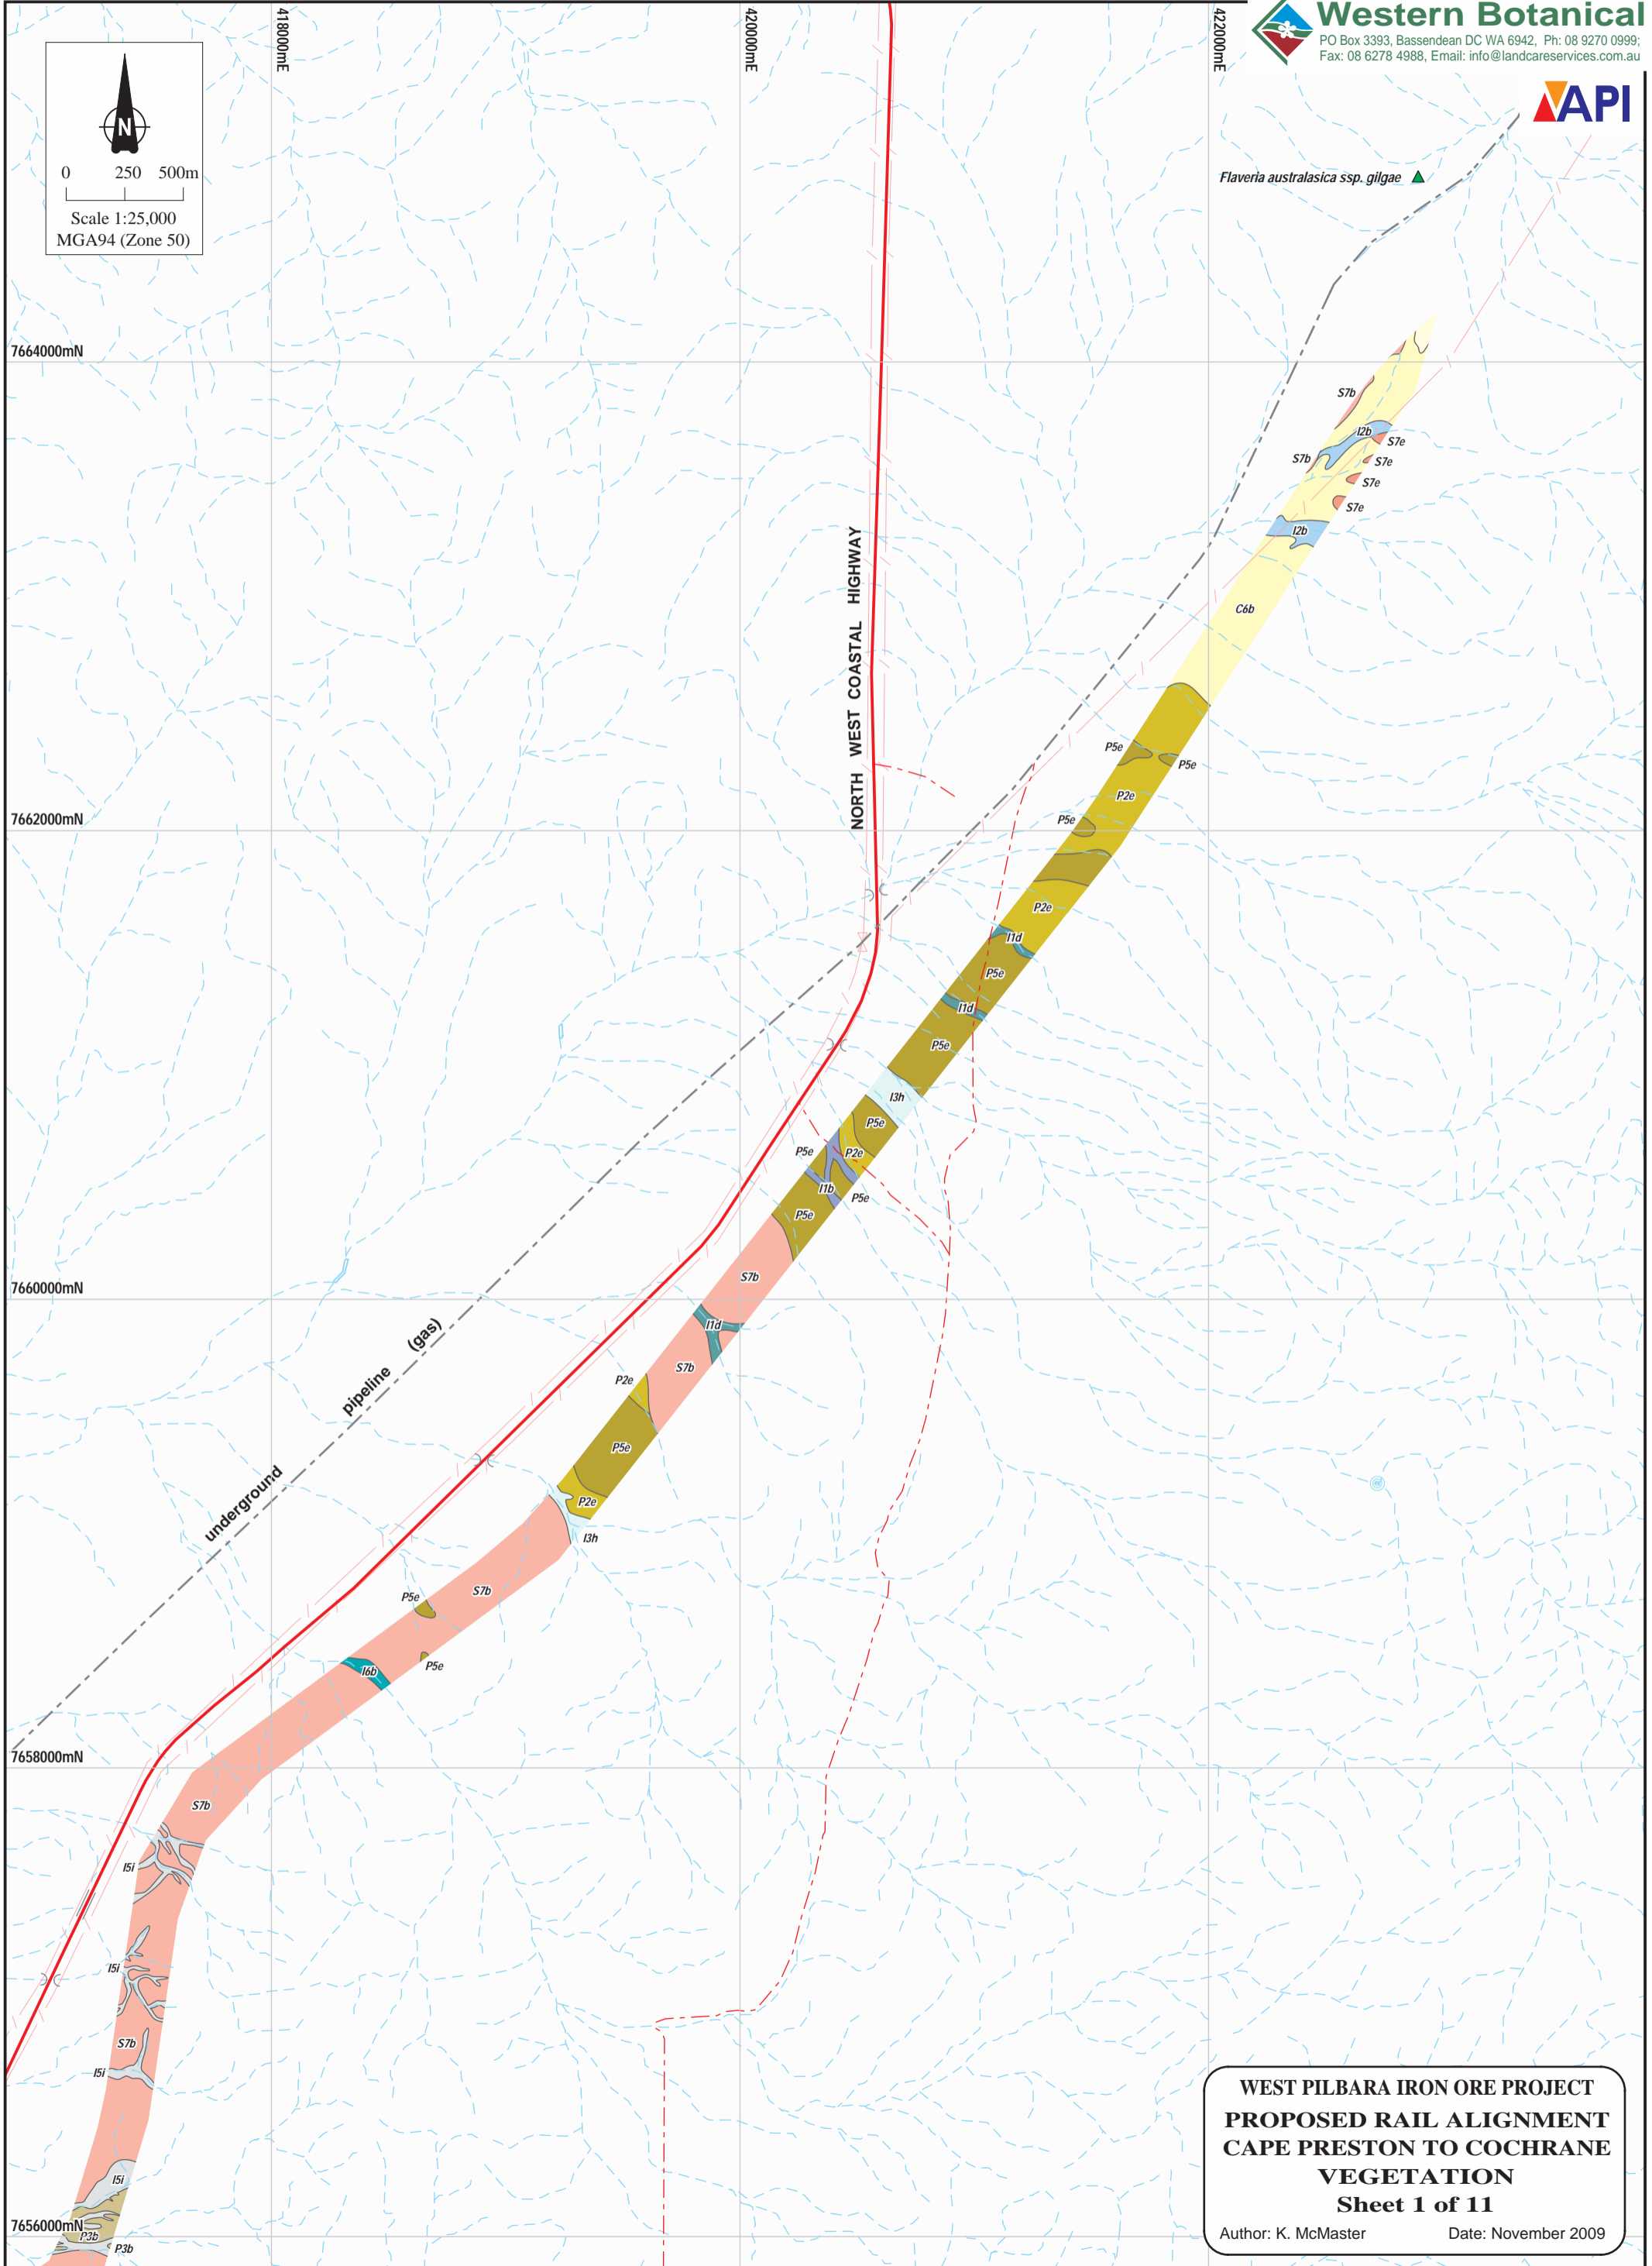 418000mE
420000mE
422000mE
Western Botanical
PO Box 3393, Bassendean DC WA 6942, Ph: 08 9270 0999;
Fax: 08 6278 4988, Email: info@landcareservices.com.au
API
N
0 250 500m
Scale 1:25,000
MGA94 (Zone 50)
Flaveria australasica ssp. gilgae
7664000mN
S7b
I2b
S7e
S7b
S7e
S7e
S7e
I2b
C6b
NORTH WEST COASTAL HIGHWAY
P5e
P5e
P2e
P5e
7662000mN
P2e
I1d
P5e
I1d
P5e
I3h
P5e
P5e
P2e
I1b
P5e
P5e
S7b
7660000mN
I1d
S7b
P2e
P5e
P2e
I3h
underground pipeline (gas)
S7b
P5e
P5e
I6b
7658000mN
S7b
I5i
I5i
S7b
I5i
I5i
7656000mN
P3b
P3b
WEST PILBARA IRON ORE PROJECT
PROPOSED RAIL ALIGNMENT
CAPE PRESTON TO COCHRANE
VEGETATION
Sheet 1 of 11
Author: K. McMaster Date: November 2009